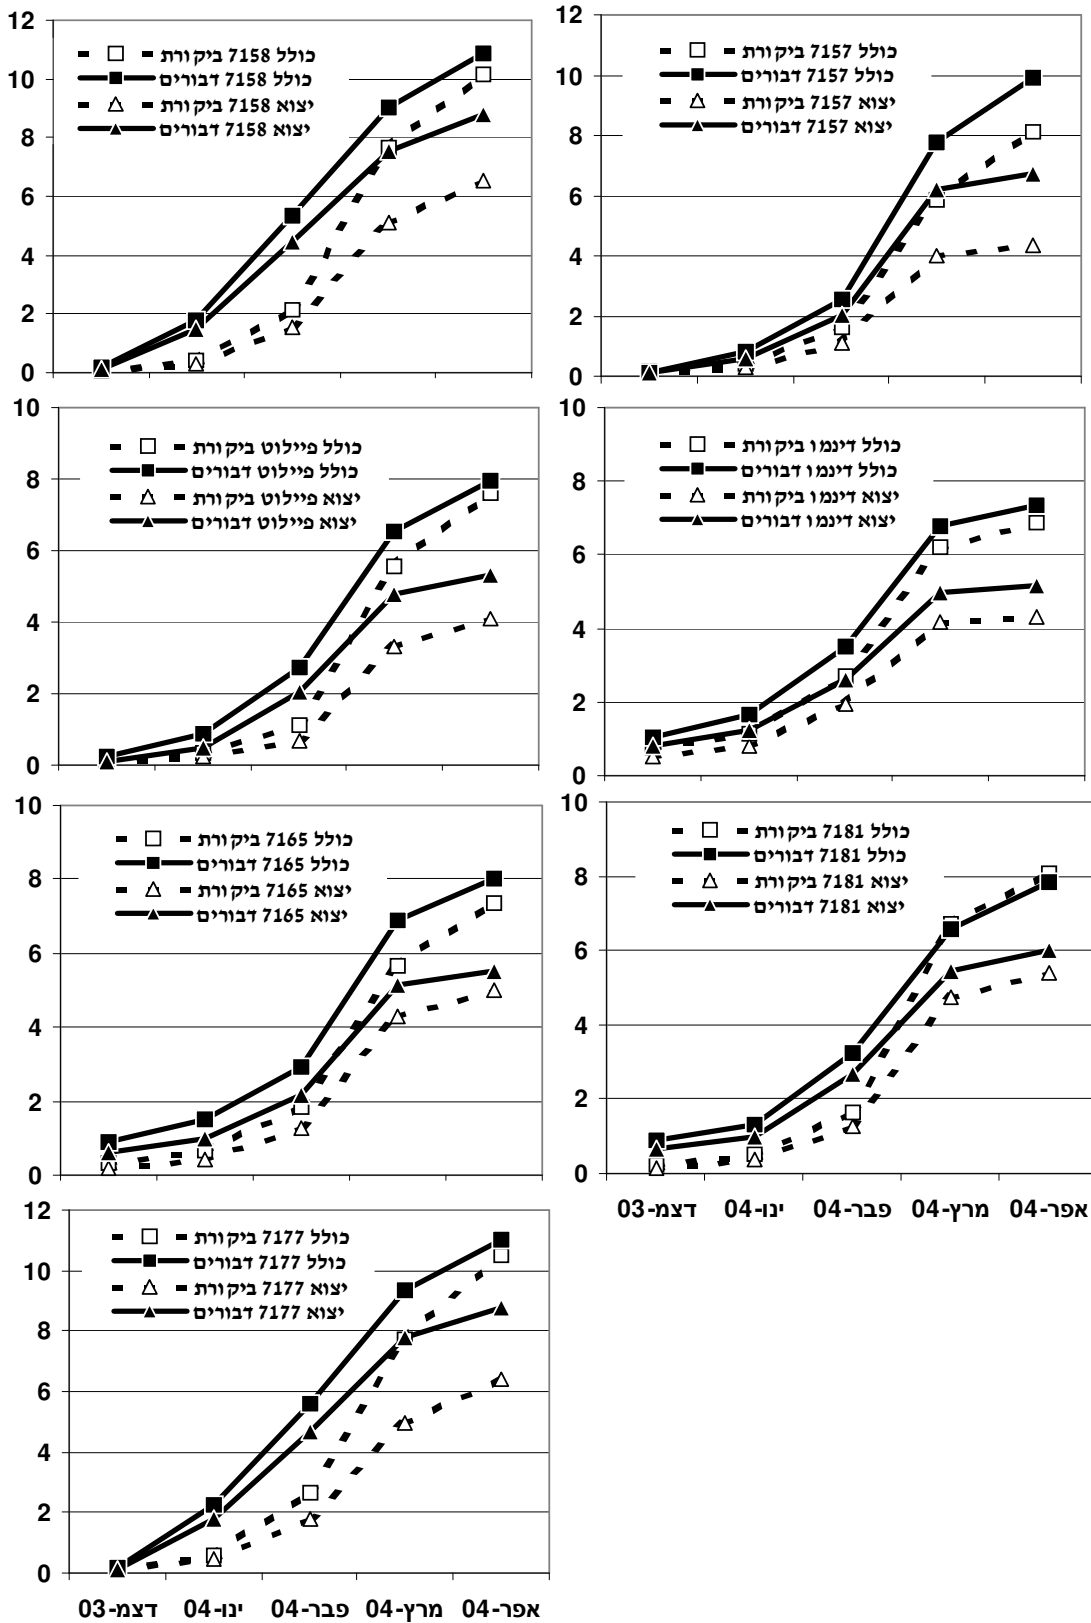 12
10
8
6
4
2
0
כולל 7158 ביקורת
כולל 7158 דבורים
יצוא 7158 ביקורת
יצוא 7158 דבורים
12
10
8
6
4
2
0
כולל 7157 ביקורת
כולל 7157 דבורים
יצוא 7157 ביקורת
יצוא 7157 דבורים
10
8
6
4
2
0
כולל פיילוט ביקורת
כולל פיילוט דבורים
יצוא פיילוט ביקורת
יצוא פיילוט דבורים
10
8
6
4
2
0
כולל דינמו ביקורת
כולל דינמו דבורים
יצוא דינמו ביקורת
יצוא דינמו דבורים
10
8
6
4
2
0
כולל 7165 ביקורת
כולל 7165 דבורים
יצוא 7165 ביקורת
יצוא 7165 דבורים
10
8
6
4
2
0
כולל 7181 ביקורת
כולל 7181 דבורים
יצוא 7181 ביקורת
יצוא 7181 דבורים
דצמ-03 ינו-04 פבר-04 מרץ-04 אפר-04
12
10
8
6
4
2
0
כולל 7177 ביקורת
כולל 7177 דבורים
יצוא 7177 ביקורת
יצוא 7177 דבורים
דצמ-03 ינו-04 פבר-04 מרץ-04 אפר-04